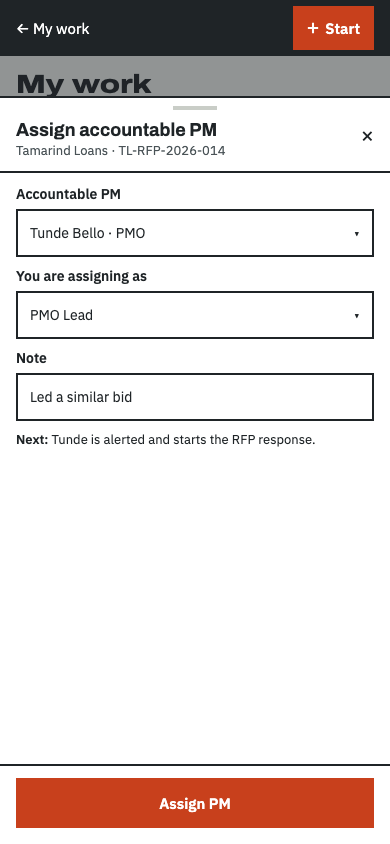 ← My work
+ Start
My work
Assign accountable PM
Tamarind Loans · TL-RFP-2026-014
×
Accountable PM
Tunde Bello · PMO
You are assigning as
PMO Lead
Note
Led a similar bid
Next: Tunde is alerted and starts the RFP response.
Assign PM